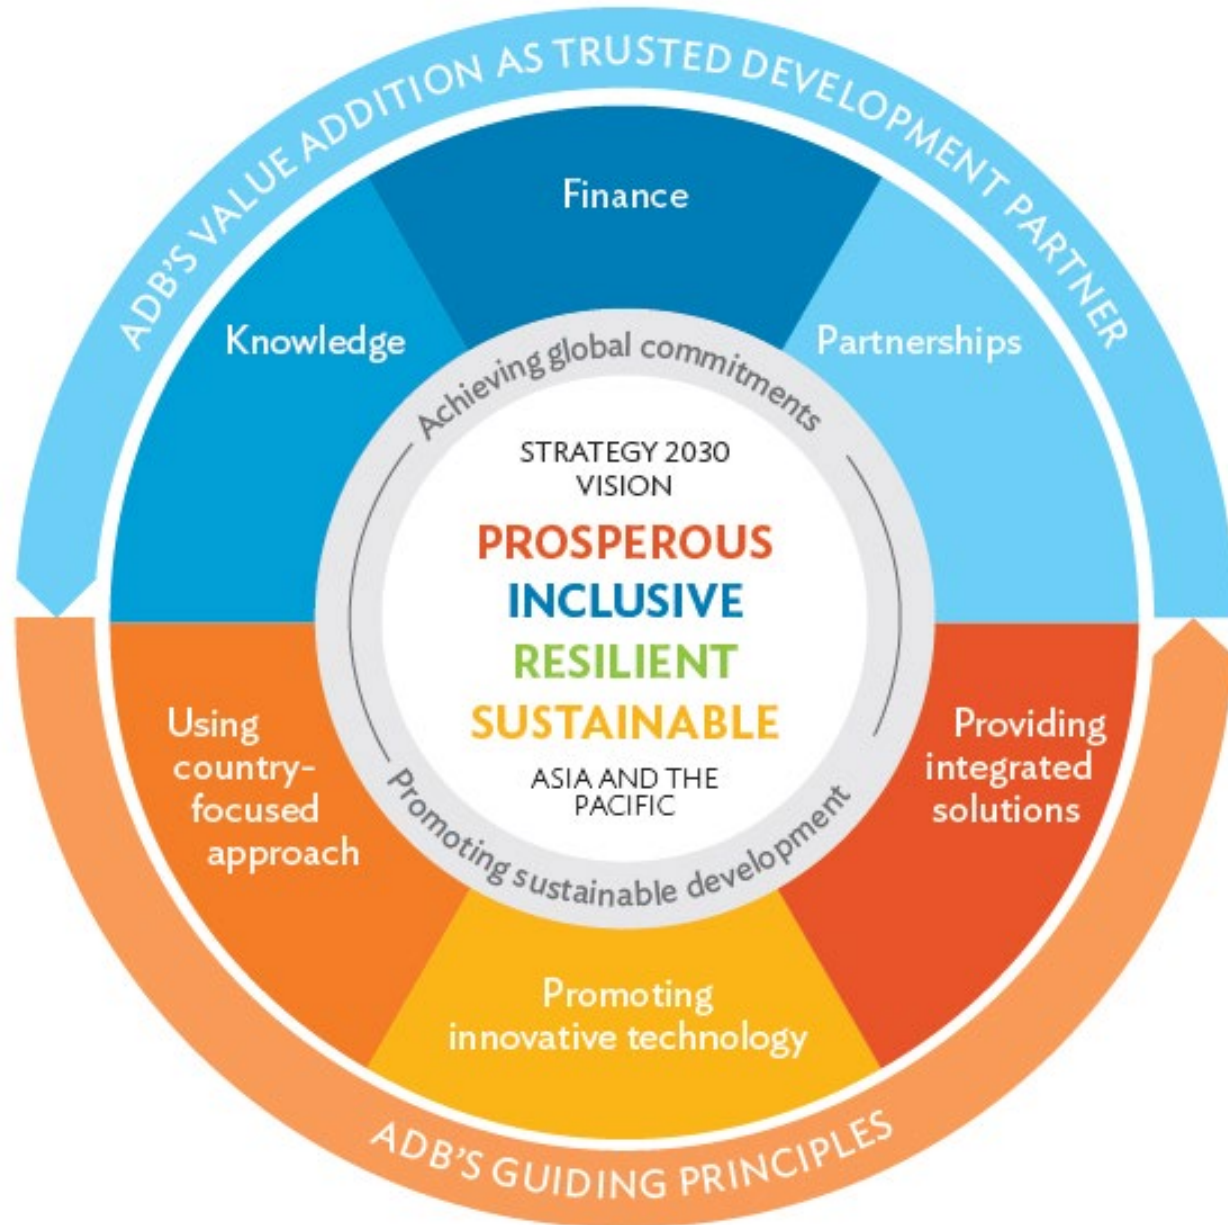 ADB'S VALUE ADDITION AS TRUSTED DEVELOPMENT PARTNER
Finance
Knowledge
Partnerships
Achieving global commitments
STRATEGY 2030
VISION
PROSPEROUS
INCLUSIVE
RESILIENT
SUSTAINABLE
ASIA AND THE
PACIFIC
Promoting sustainable development
Using
country-
focused
approach
Providing
integrated
solutions
Promoting
innovative technology
ADB'S GUIDING PRINCIPLES